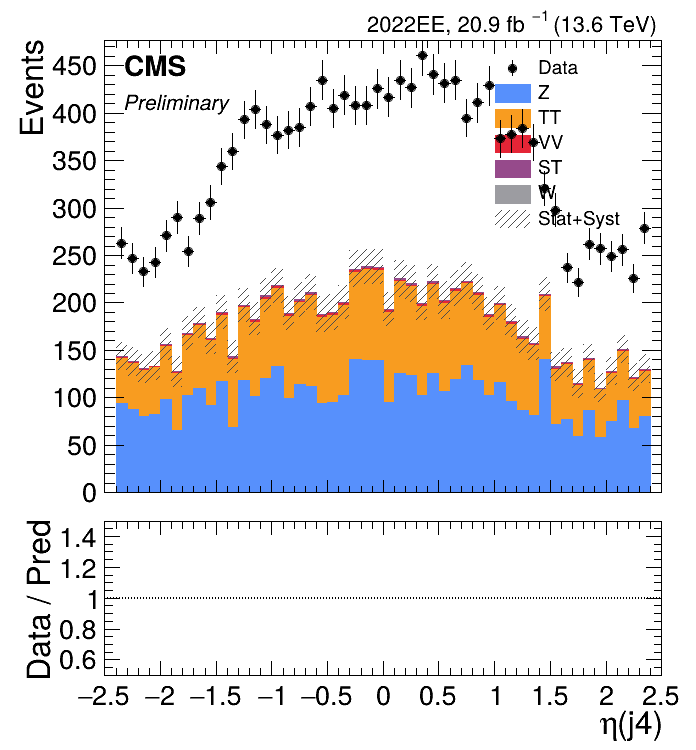 2022EE, 20.9 fb⁻¹ (13.6 TeV)
Events
CMS
Preliminary
Data
Z
TT
VV
ST
W
Stat+Syst
450
400
350
300
250
200
150
100
50
0
Data / Pred
1.4
1.2
1
0.8
0.6
−2.5 −2 −1.5 −1 −0.5 0 0.5 1 1.5 2 2.5
η(j4)